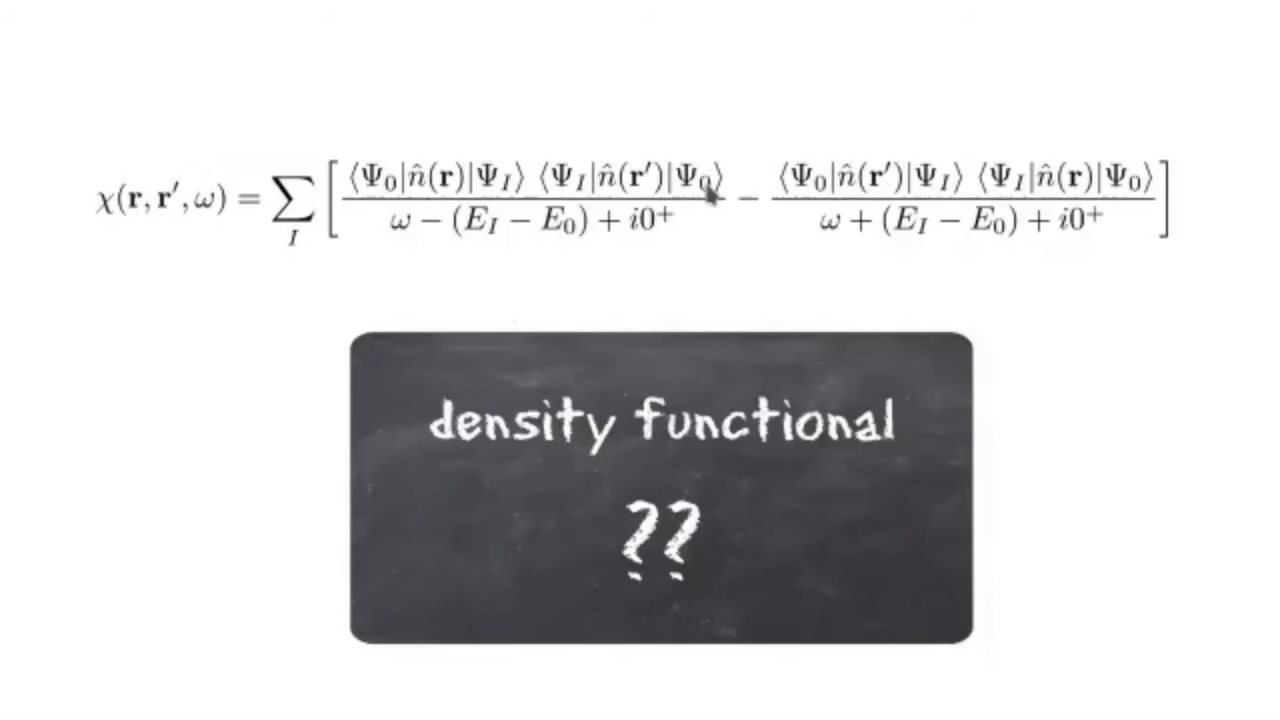 χ(r, r′, ω) = ∑_I [ ⟨Ψ₀|n̂(r)|Ψ_I⟩ ⟨Ψ_I|n̂(r′)|Ψ₀⟩ / (ω − (E_I − E₀) + i0⁺) − ⟨Ψ₀|n̂(r′)|Ψ_I⟩ ⟨Ψ_I|n̂(r)|Ψ₀⟩ / (ω + (E_I − E₀) + i0⁺) ]
density functional
??